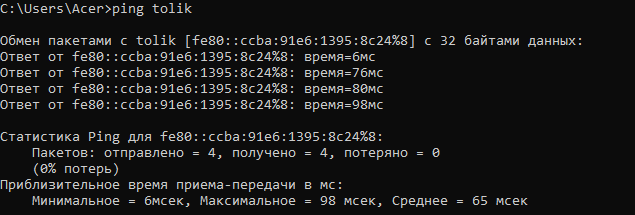 C:\Users\Acer>ping tolik
Обмен пакетами с tolik [fe80::ccba:91e6:1395:8c24%8] с 32 байтами данных:
Ответ от fe80::ccba:91e6:1395:8c24%8: время=6мс
Ответ от fe80::ccba:91e6:1395:8c24%8: время=76мс
Ответ от fe80::ccba:91e6:1395:8c24%8: время=80мс
Ответ от fe80::ccba:91e6:1395:8c24%8: время=98мс
Статистика Ping для fe80::ccba:91e6:1395:8c24%8:
Пакетов: отправлено = 4, получено = 4, потеряно = 0
(0% потерь)
Приблизительное время приема-передачи в мс:
Минимальное = 6мсек, Максимальное = 98 мсек, Среднее = 65 мсек